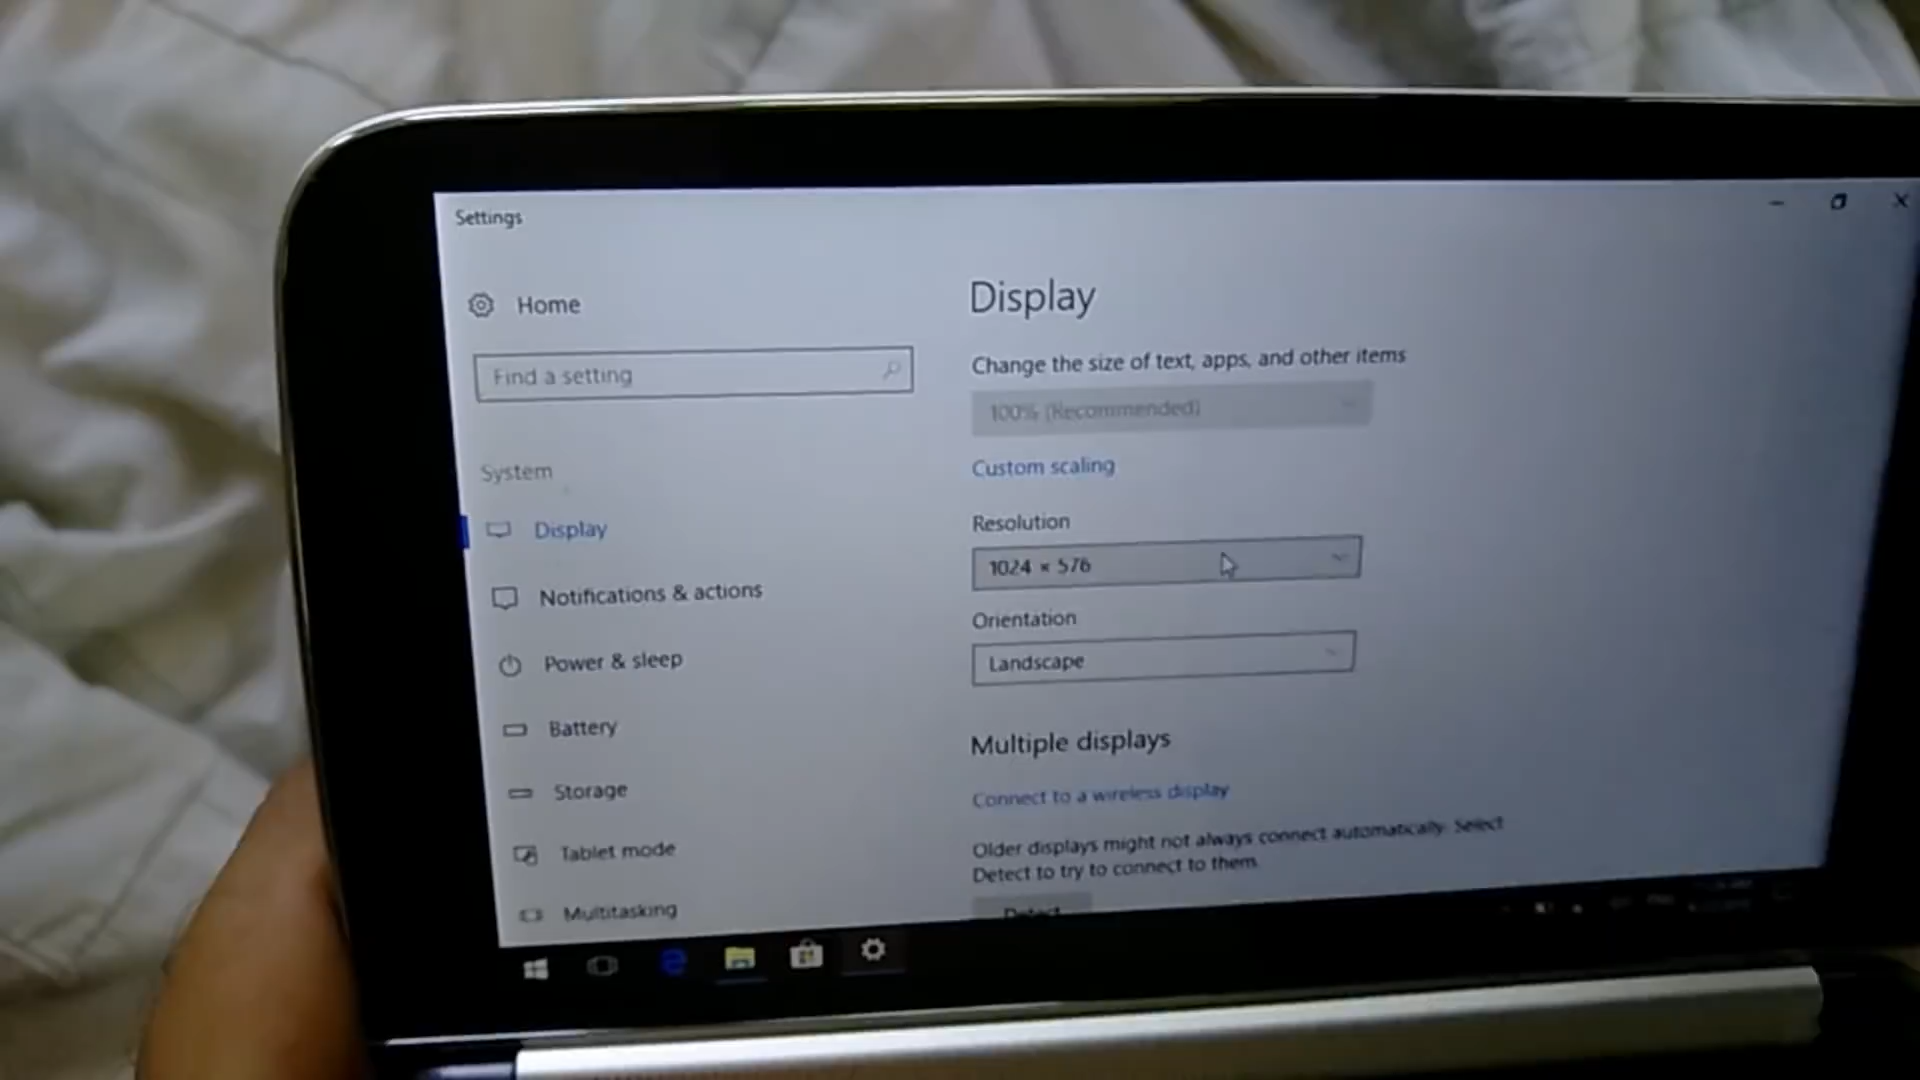 Settings
Home
Find a setting
System
Display
Notifications & actions
Power & sleep
Battery
Storage
Tablet mode
Multitasking
Display
Change the size of text, apps, and other items
100% (Recommended)
Custom scaling
Resolution
1024 × 576
Orientation
Landscape
Multiple displays
Connect to a wireless display
Older displays might not always connect automatically. Select
Detect to try to connect to them.
Detect